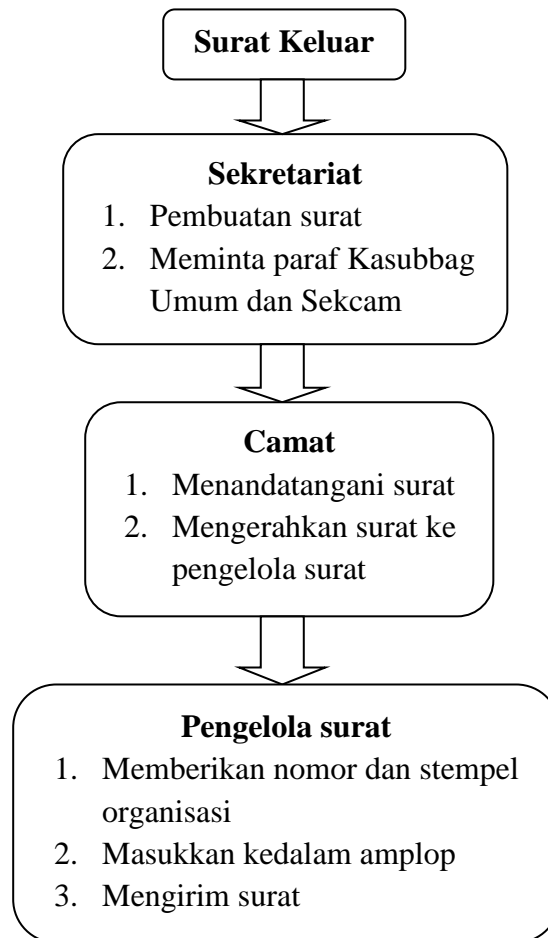 Surat Keluar
Sekretariat
1. Pembuatan surat
2. Meminta paraf Kasubbag
Umum dan Sekcam
Camat
1. Menandatangani surat
2. Mengerahkan surat ke
pengelola surat
Pengelola surat
1. Memberikan nomor dan stempel
organisasi
2. Masukkan kedalam amplop
3. Mengirim surat